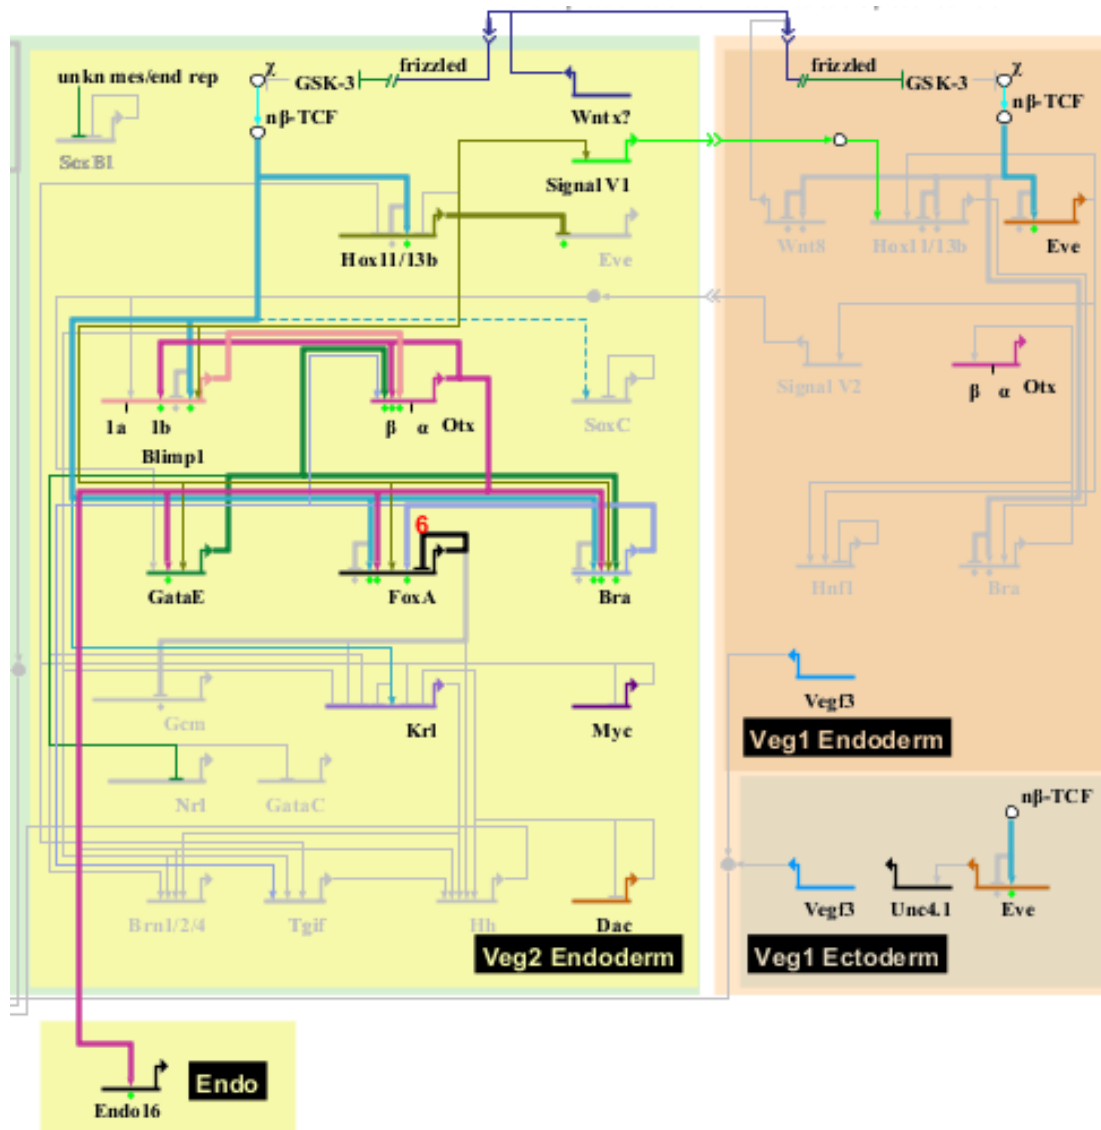 unkn mes/end rep
χ
GSK-3
frizzled
nβ-TCF
Wnt x?
SoxB1
Signal V1
Hox11/13b
Eve
frizzled
GSK-3
χ
nβ-TCF
Wnt8
Hox11/13b
Eve
Signal V2
β
α
Otx
1a
1b
Blimp1
β
α
Otx
SoxC
6
GataE
FoxA
Bra
Hnf1
Bra
Gcm
Krl
Myc
Vegf3
Veg1 Endoderm
Nrl
GataC
nβ-TCF
Brn1/2/4
Tgif
Hh
Dac
Vegf3
Unc4.1
Eve
Veg2 Endoderm
Veg1 Ectoderm
Endo16
Endo